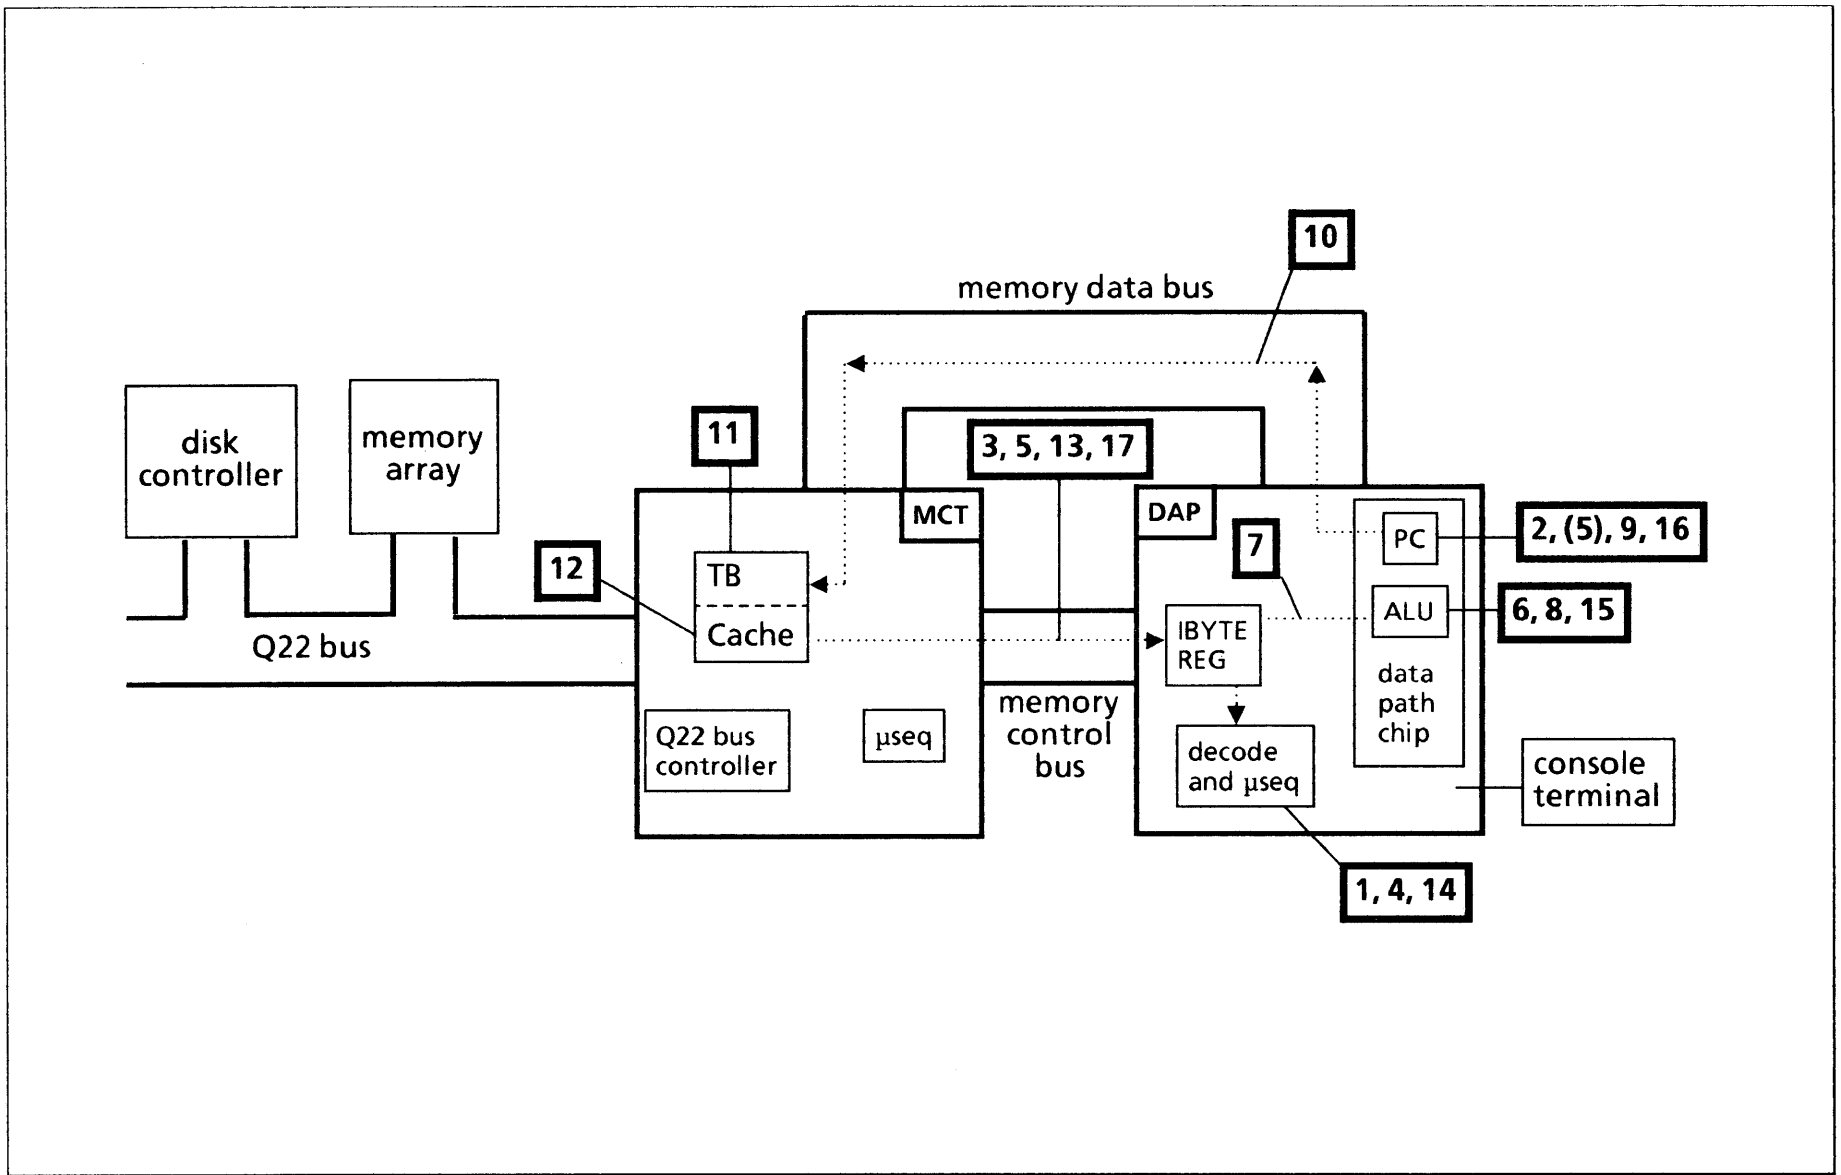 10
memory data bus
disk
controller
memory
array
11
3, 5, 13, 17
MCT
DAP
PC
2, (5), 9, 16
7
12
TB
Cache
IBYTE
REG
ALU
6, 8, 15
Q22 bus
data
path
chip
memory
control
bus
Q22 bus
controller
µseq
decode
and µseq
console
terminal
1, 4, 14